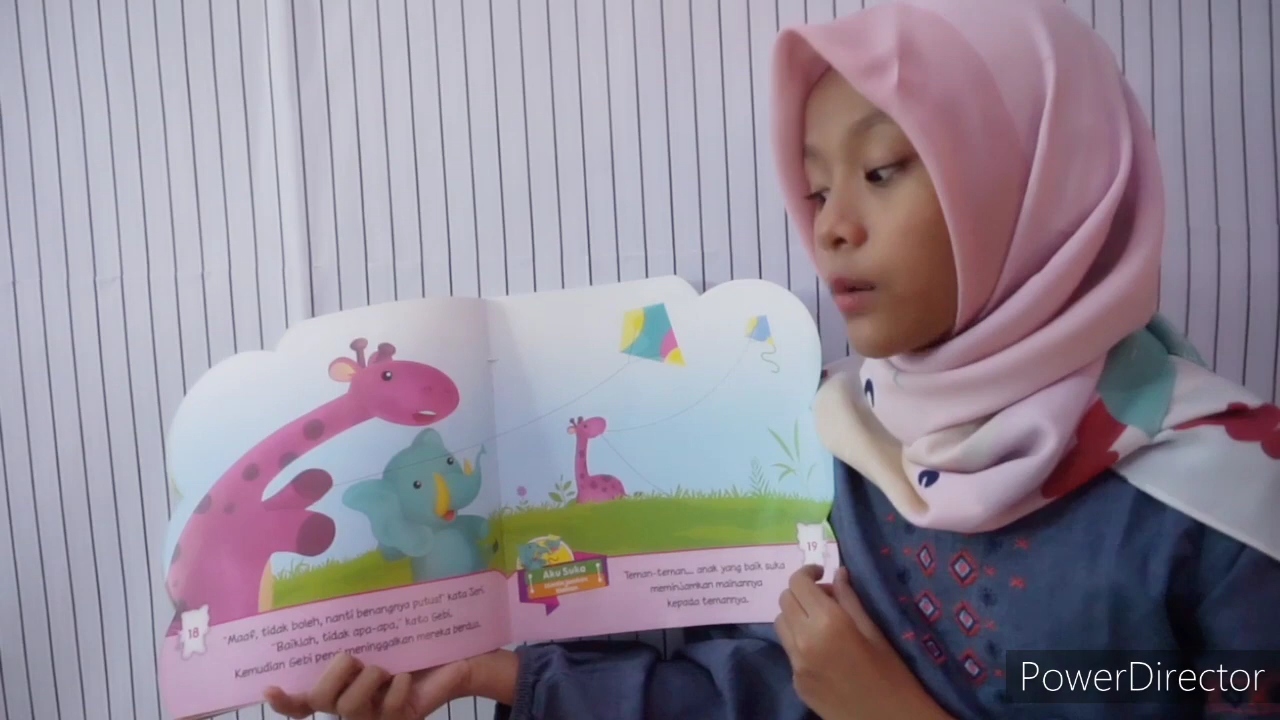 "Maaf, tidak boleh, nanti benangnya putus!" kata Jeri.
"Baiklah, tidak apa-apa," kata Gebi.
Kemudian Gebi pergi meninggalkan mereka berdua.
18
Aku Suka
Teman-teman... anak yang baik suka
meminjamkan mainannya
kepada temannya.
19
PowerDirector